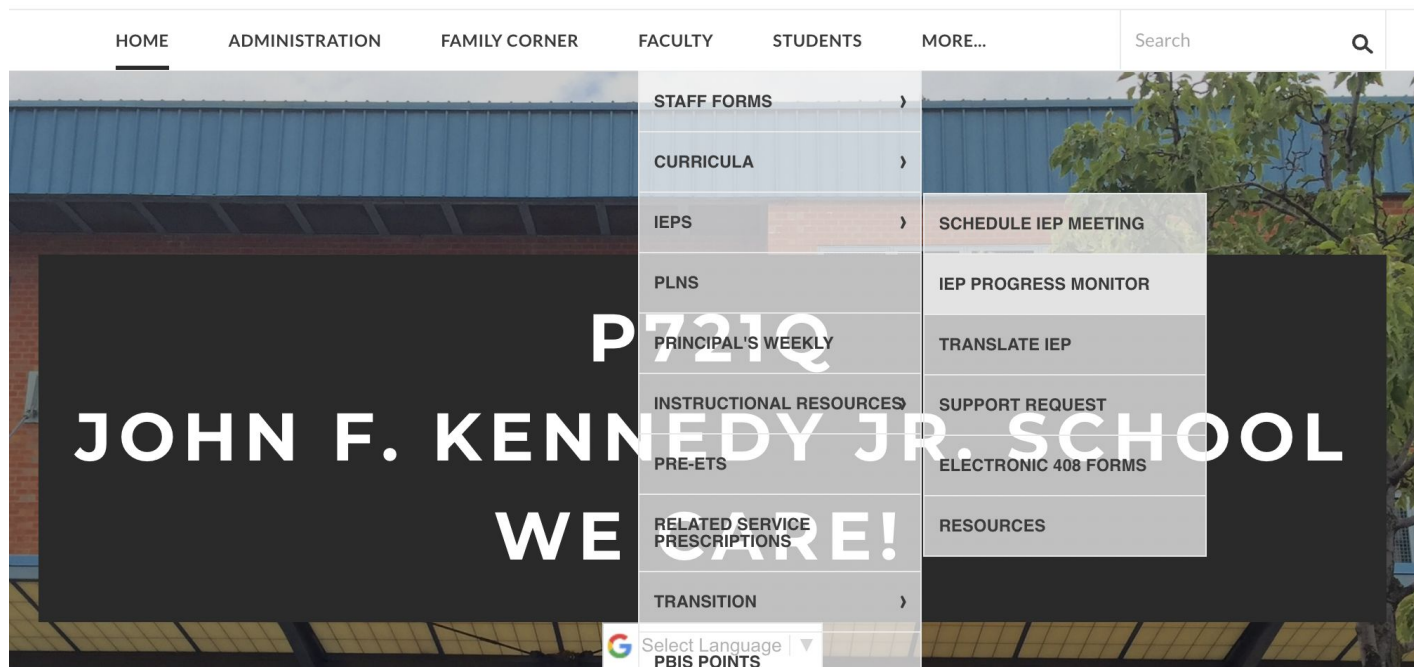 HOME ADMINISTRATION FAMILY CORNER FACULTY STUDENTS MORE... Search
STAFF FORMS
CURRICULA
IEPS
PLNS
PRINCIPAL'S WEEKLY
INSTRUCTIONAL RESOURCES
PRE-ETS
RELATED SERVICE
PRESCRIPTIONS
TRANSITION
PBIS POINTS
SCHEDULE IEP MEETING
IEP PROGRESS MONITOR
TRANSLATE IEP
SUPPORT REQUEST
ELECTRONIC 408 FORMS
RESOURCES
P721Q
JOHN F. KENNEDY JR. SCHOOL
WE CARE!
G Select Language ▼